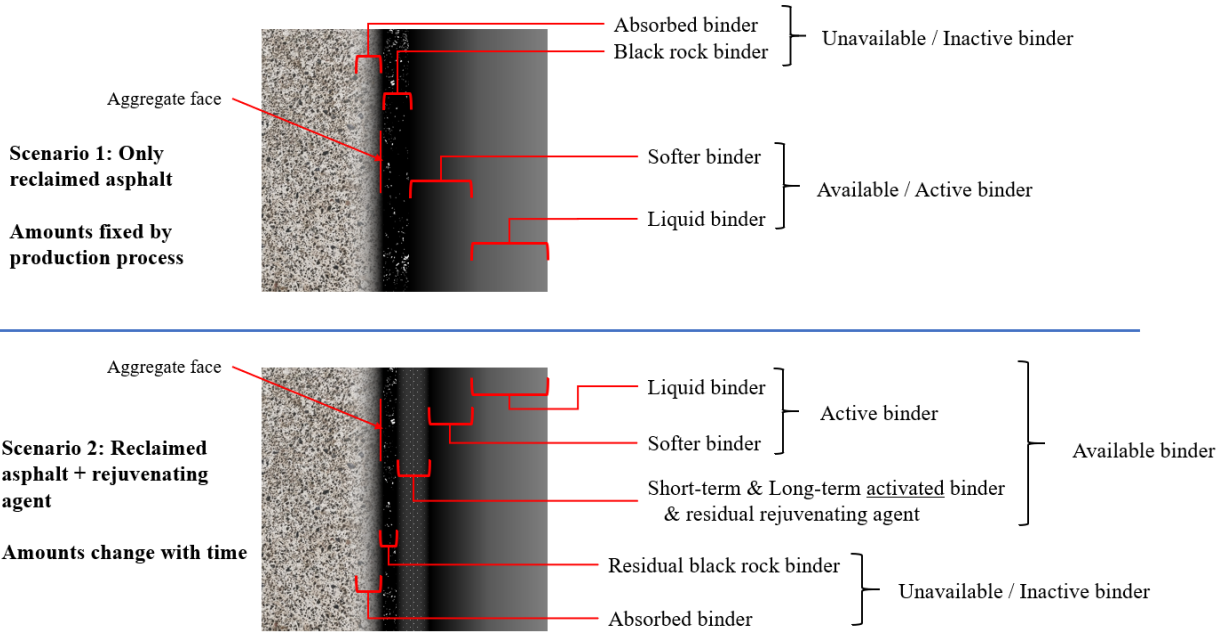 Absorbed binder
Black rock binder
Unavailable / Inactive binder
Aggregate face
Scenario 1: Only
reclaimed asphalt
Softer binder
Available / Active binder
Liquid binder
Amounts fixed by
production process
Aggregate face
Liquid binder
Active binder
Softer binder
Available binder
Scenario 2: Reclaimed
asphalt + rejuvenating
agent
Short-term & Long-term activated binder
& residual rejuvenating agent
Amounts change with time
Residual black rock binder
Unavailable / Inactive binder
Absorbed binder